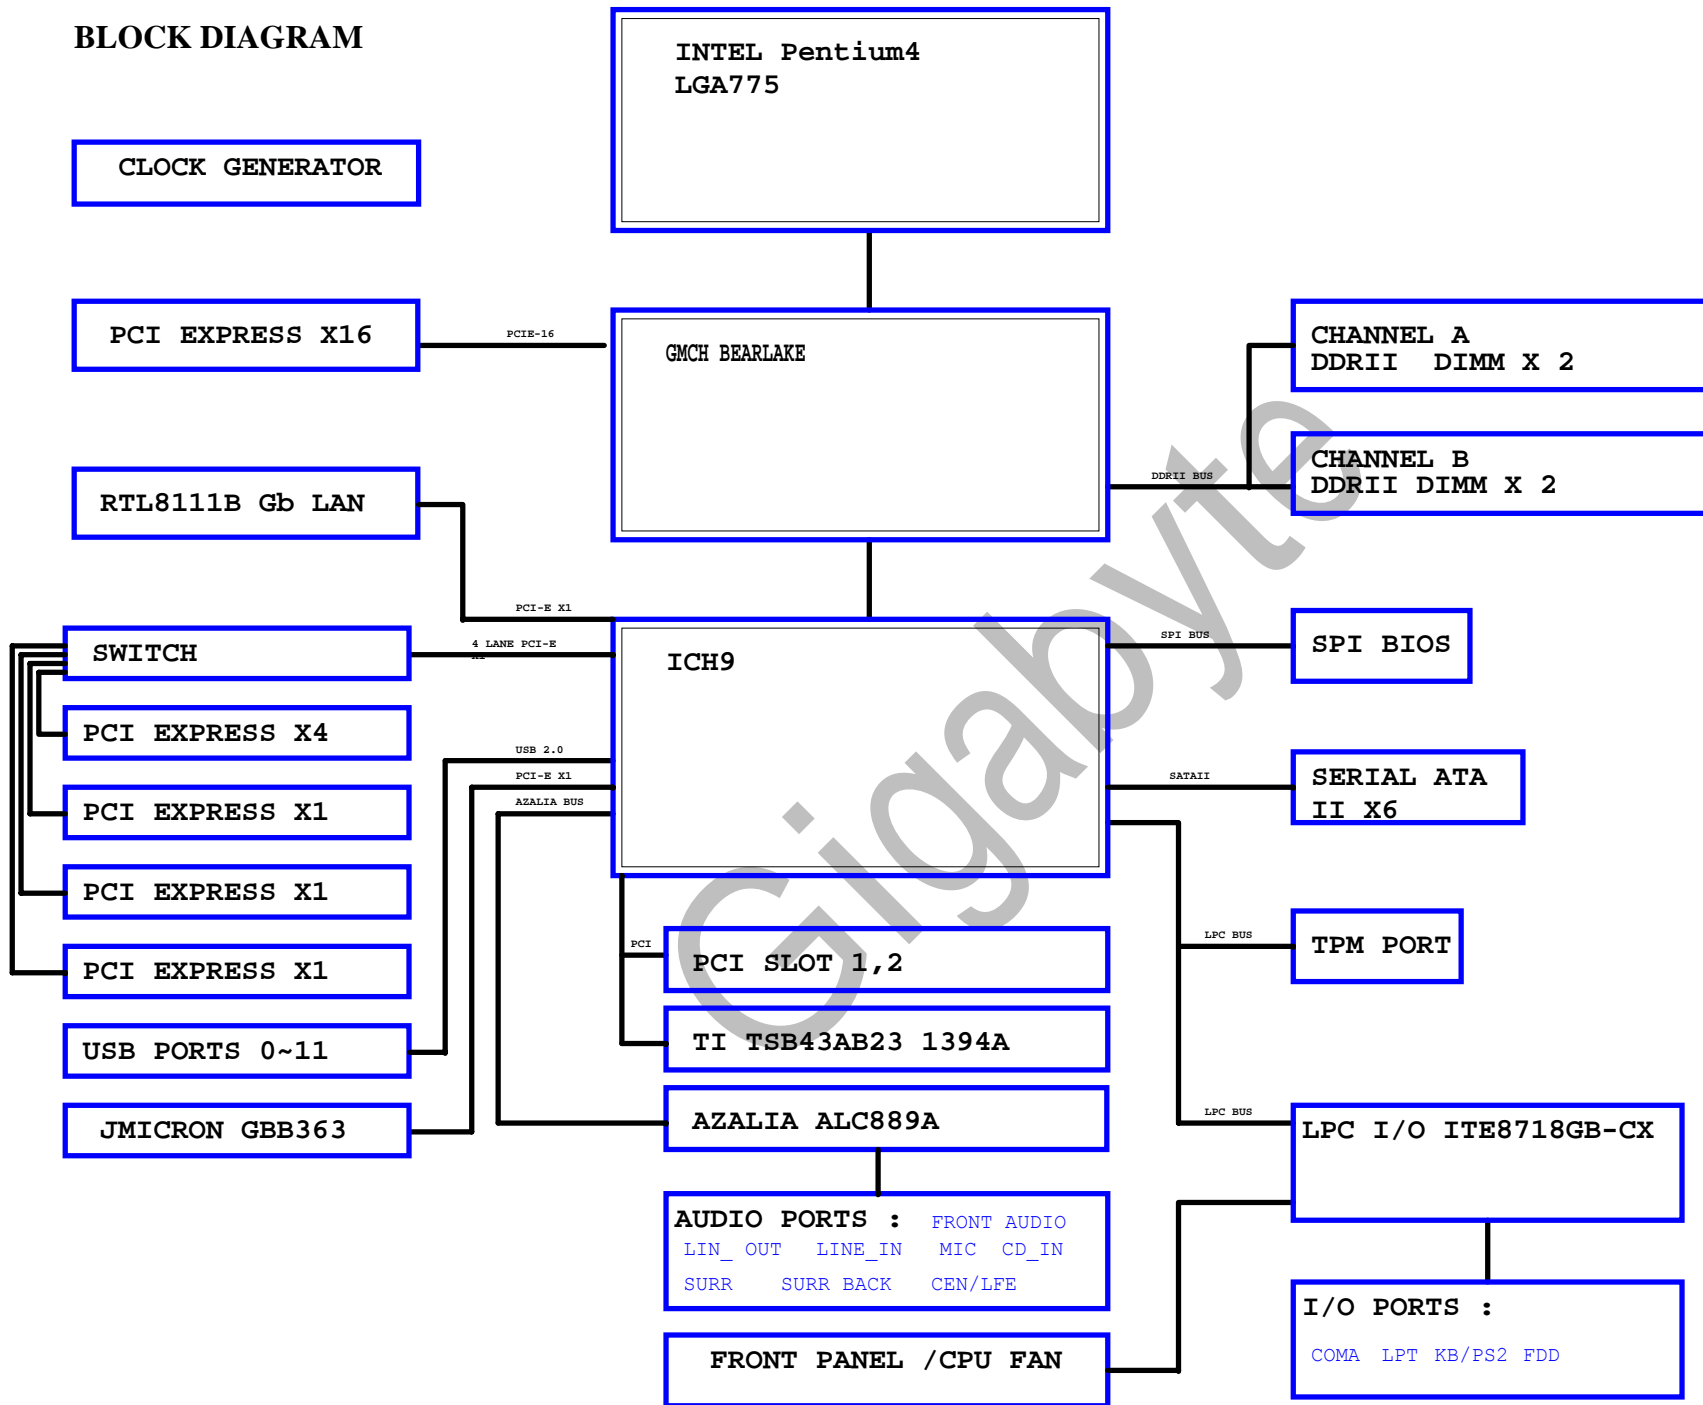 BLOCK DIAGRAM
INTEL Pentium4
LGA775
CLOCK GENERATOR
PCI EXPRESS X16
PCIE-16
GMCH BEARLAKE
CHANNEL A
DDRII DIMM X 2
CHANNEL B
DDRII DIMM X 2
DDRII BUS
RTL8111B Gb LAN
PCI-E X1
SWITCH
4 LANE PCI-E
X1
ICH9
SPI BUS
SPI BIOS
PCI EXPRESS X4
USB 2.0
PCI-E X1
AZALIA BUS
SATAII
SERIAL ATA
II X6
PCI EXPRESS X1
PCI EXPRESS X1
PCI EXPRESS X1
PCI
PCI SLOT 1,2
LPC BUS
TPM PORT
USB PORTS 0~11
TI TSB43AB23 1394A
JMICRON GBB363
AZALIA ALC889A
LPC BUS
LPC I/O ITE8718GB-CX
AUDIO PORTS : FRONT AUDIO
LIN_ OUT LINE_IN MIC CD_IN
SURR SURR BACK CEN/LFE
I/O PORTS :
COMA LPT KB/PS2 FDD
FRONT PANEL /CPU FAN
Gigabyte